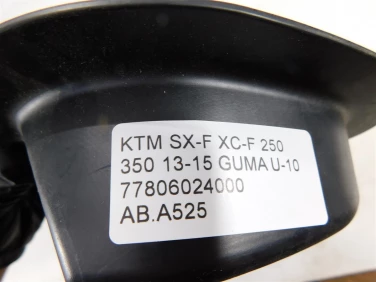 KTM SX-F XC-F 250
350 13-15 GUMA U-10
77806024000
AB.A525